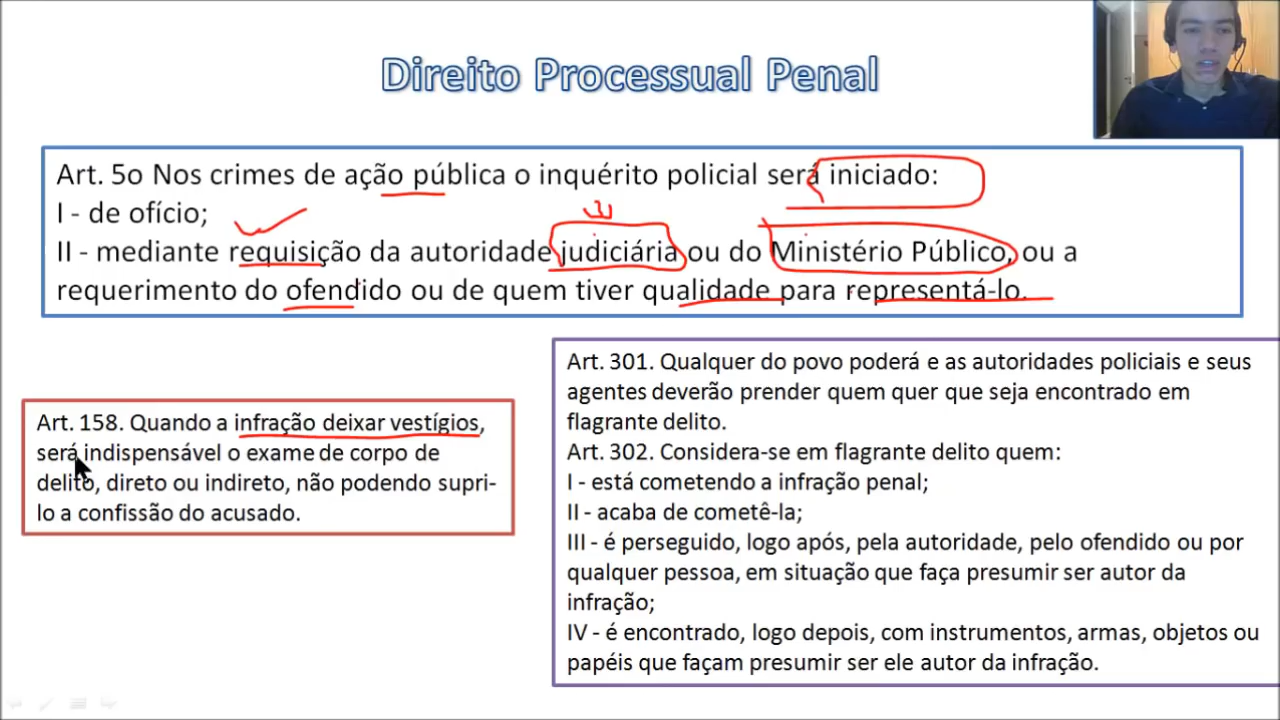 Direito Processual Penal
Art. 5o Nos crimes de ação pública o inquérito policial será iniciado:
I - de ofício;
II - mediante requisição da autoridade judiciária ou do Ministério Público, ou a
requerimento do ofendido ou de quem tiver qualidade para representá-lo.
Art. 158. Quando a infração deixar vestígios,
será indispensável o exame de corpo de
delito, direto ou indireto, não podendo supri-
lo a confissão do acusado.
Art. 301. Qualquer do povo poderá e as autoridades policiais e seus
agentes deverão prender quem quer que seja encontrado em
flagrante delito.
Art. 302. Considera-se em flagrante delito quem:
I - está cometendo a infração penal;
II - acaba de cometê-la;
III - é perseguido, logo após, pela autoridade, pelo ofendido ou por
qualquer pessoa, em situação que faça presumir ser autor da
infração;
IV - é encontrado, logo depois, com instrumentos, armas, objetos ou
papéis que façam presumir ser ele autor da infração.